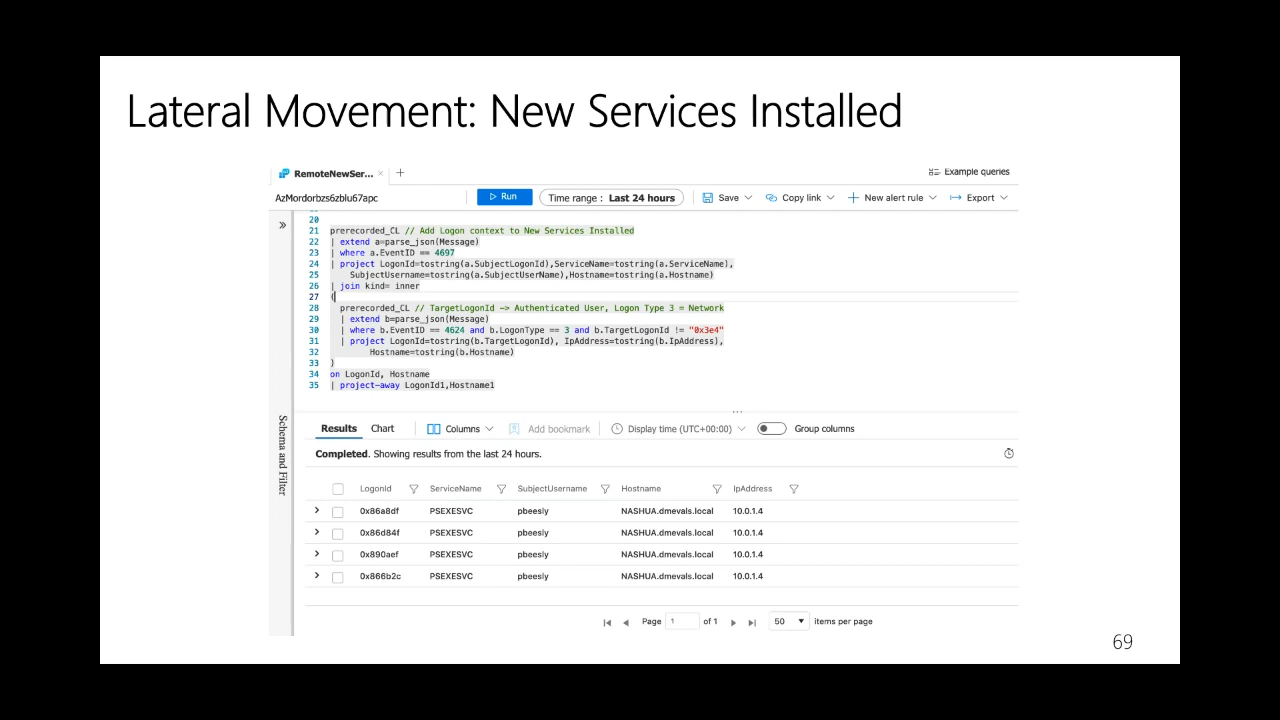 Lateral Movement: New Services Installed
RemoteNewSer... × +
Example queries
AzMordorbzs6zblu67apc
Run
Time range : Last 24 hours
Save
Copy link
New alert rule
Export
20
21 prerecorded_CL // Add Logon context to New Services Installed
22 | extend a=parse_json(Message)
23 | where a.EventID == 4697
24 | project LogonId=tostring(a.SubjectLogonId),ServiceName=tostring(a.ServiceName),
25 SubjectUsername=tostring(a.SubjectUserName),Hostname=tostring(a.Hostname)
26 | join kind= inner
27 (
28 prerecorded_CL // TargetLogonId -> Authenticated User, Logon Type 3 = Network
29 | extend b=parse_json(Message)
30 | where b.EventID == 4624 and b.LogonType == 3 and b.TargetLogonId != "0x3e4"
31 | project LogonId=tostring(b.TargetLogonId), IpAddress=tostring(b.IpAddress),
32 Hostname=tostring(b.Hostname)
33 )
34 on LogonId, Hostname
35 | project-away LogonId1,Hostname1
Schema and Filter
...
Results Chart Columns Add bookmark Display time (UTC+00:00) Group columns
Completed. Showing results from the last 24 hours.
LogonId ServiceName SubjectUsername Hostname IpAddress
0x86a8df PSEXESVC pbeesly NASHUA.dmevals.local 10.0.1.4
0x86d84f PSEXESVC pbeesly NASHUA.dmevals.local 10.0.1.4
0x890aef PSEXESVC pbeesly NASHUA.dmevals.local 10.0.1.4
0x866b2c PSEXESVC pbeesly NASHUA.dmevals.local 10.0.1.4
Page 1 of 1 50 items per page
69